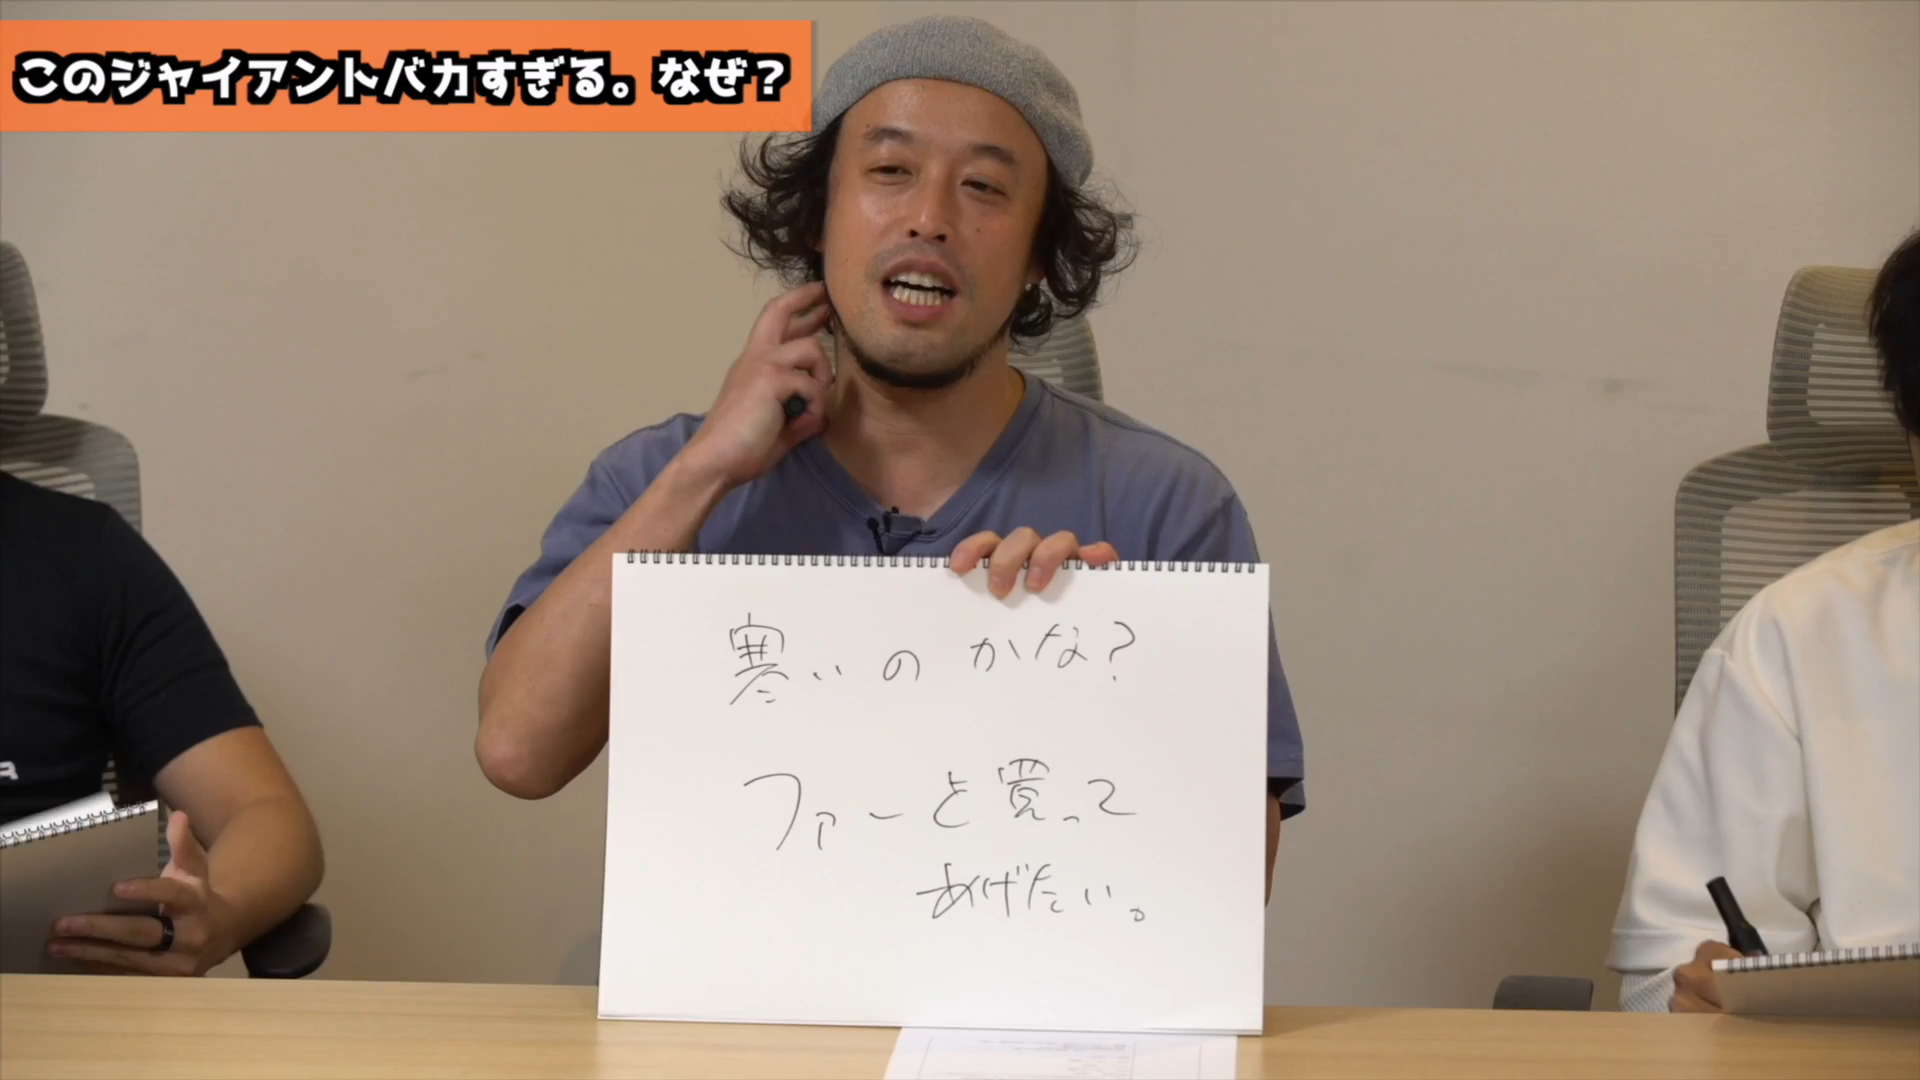 このジャイアントバカすぎる。なぜ？
寒いのかな?
ファーと買って
あげたい。